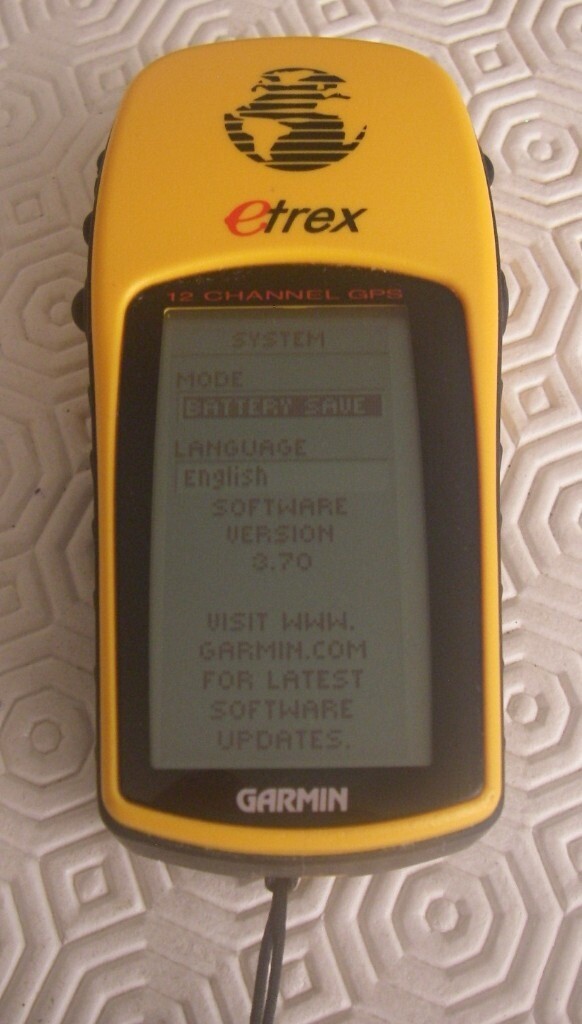 etrex
12 CHANNEL GPS
SYSTEM
MODE
BATTERY SAVE
LANGUAGE
English
SOFTWARE
VERSION
3.70
VISIT WWW.
GARMIN.COM
FOR LATEST
SOFTWARE
UPDATES.
GARMIN